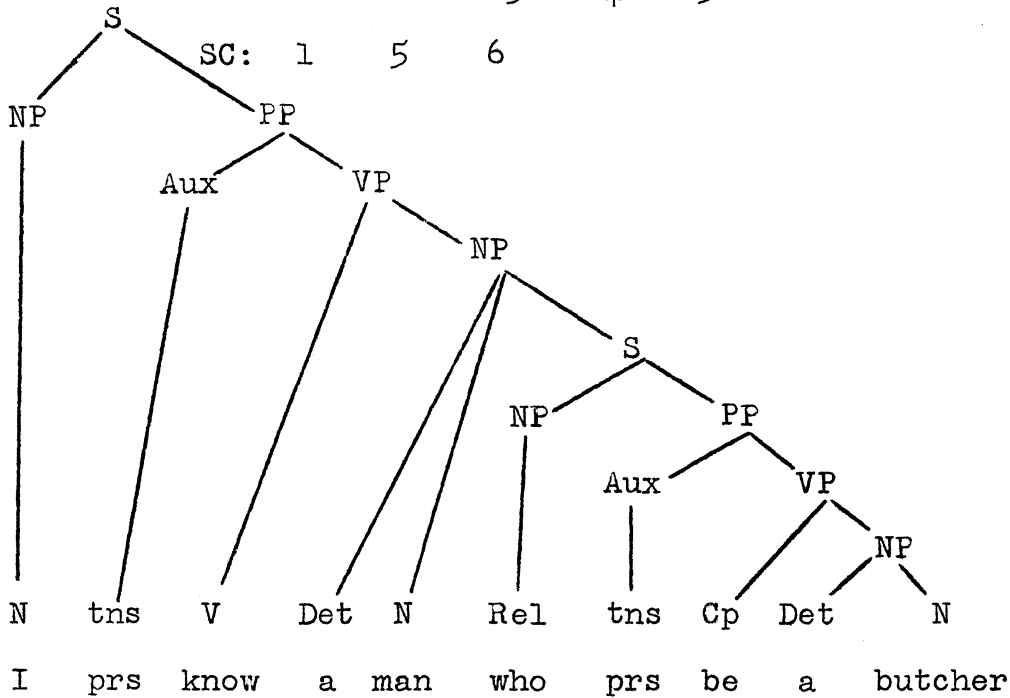 S
SC: 1 5 6
NP PP
Aux VP
NP
S
NP PP
Aux VP
NP
N tns V Det N Rel tns Cp Det N
I prs know a man who prs be a butcher